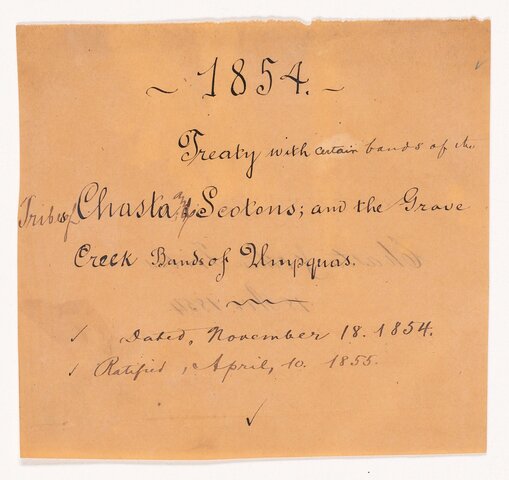 ~ 1854. ~
Treaty with certain bands of the
Tribes of Chasta and Scotons; and the Grave
Creek Bands of Umpquas.
Dated, November 18. 1854.
Ratified, April, 10. 1855.